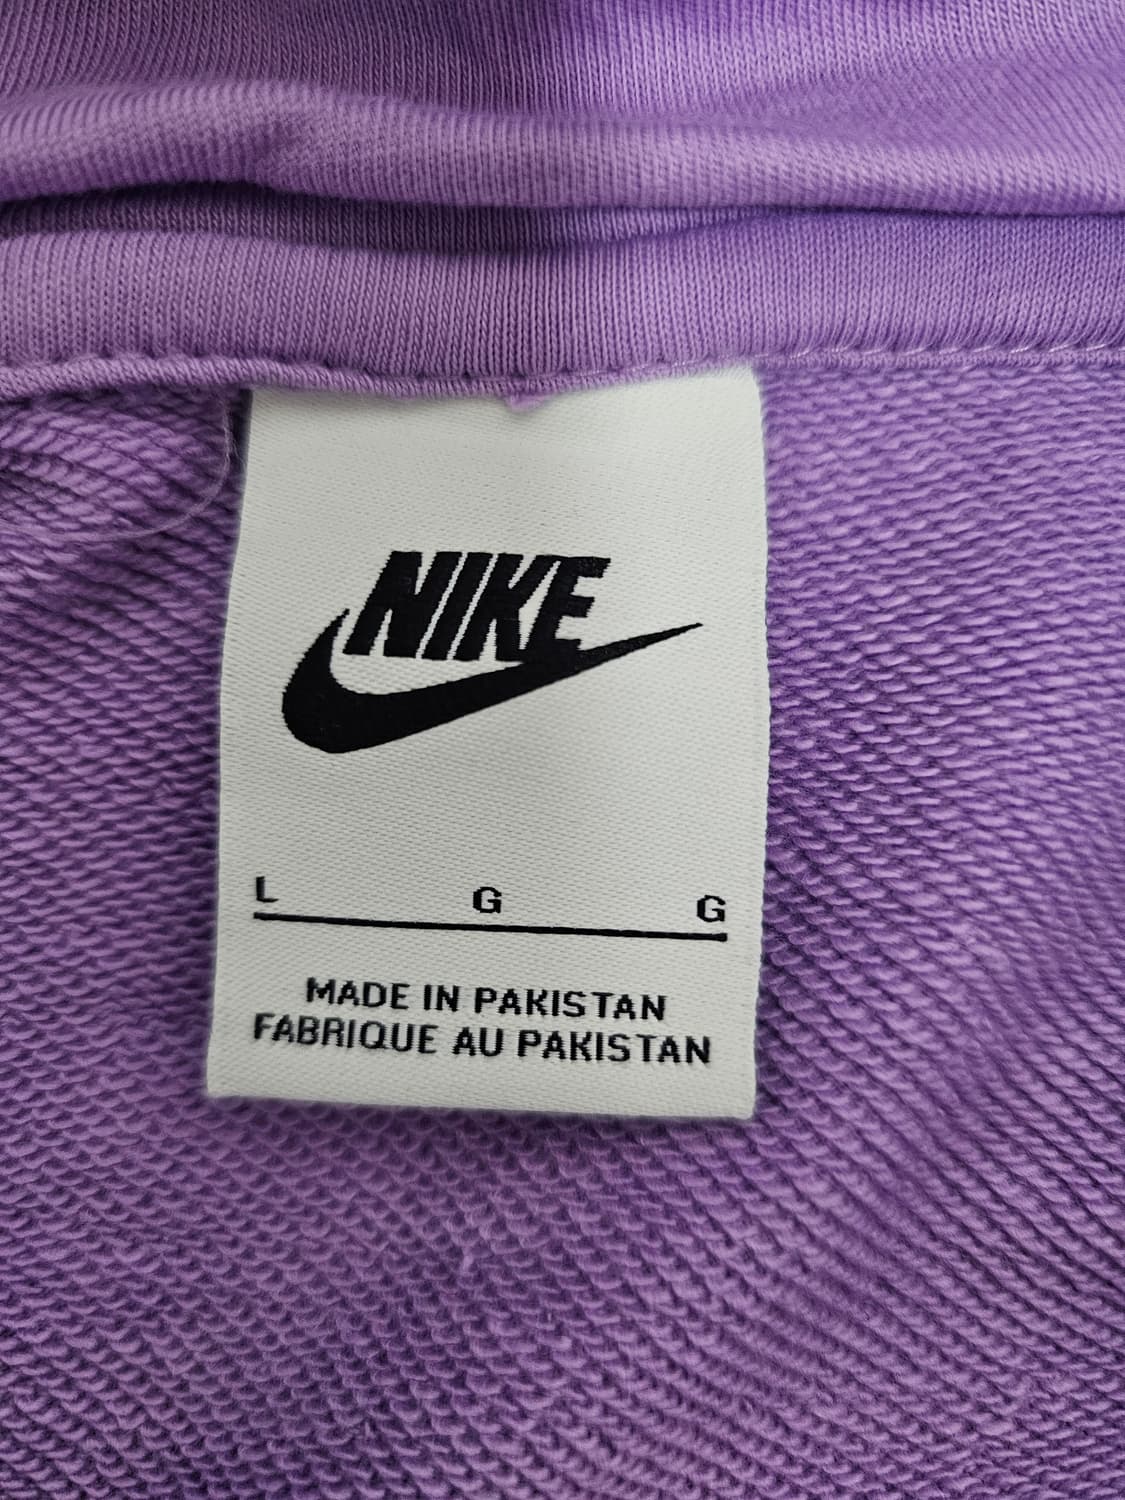 NIKE
L G G
MADE IN PAKISTAN
FABRIQUE AU PAKISTAN